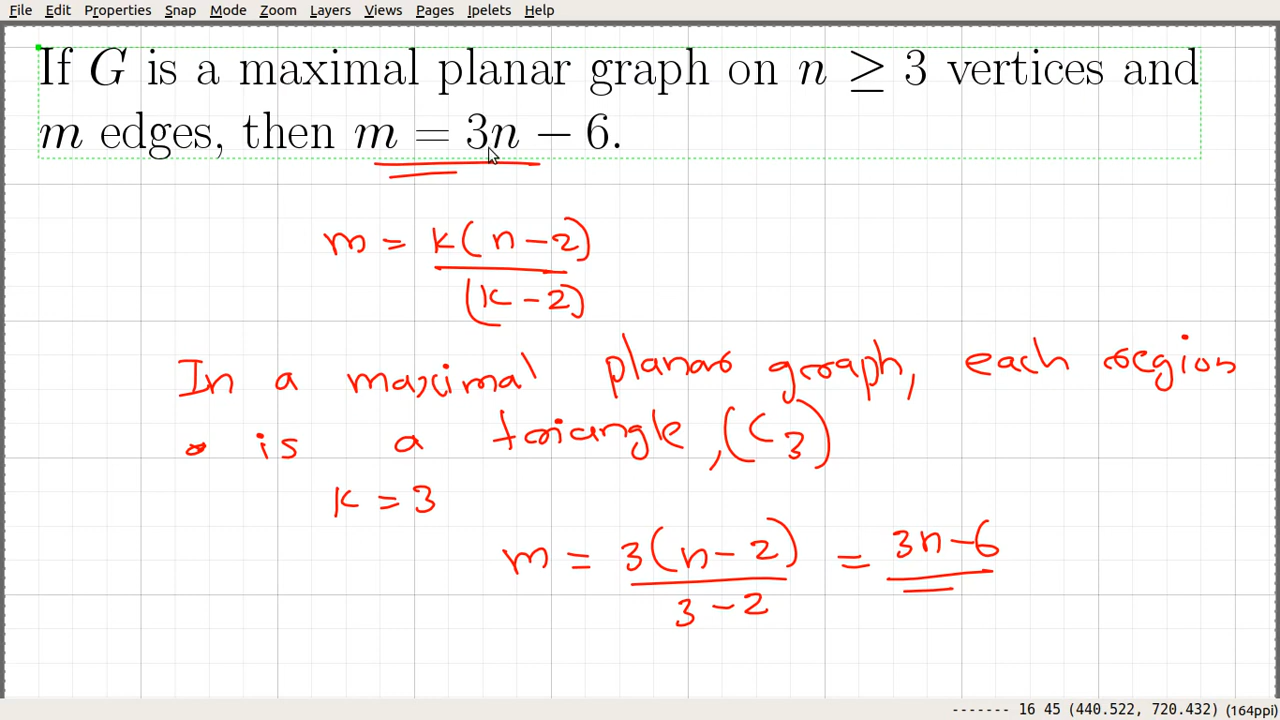 File Edit Properties Snap Mode Zoom Layers Views Pages Ipelets Help
If G is a maximal planar graph on n ≥ 3 vertices and
m edges, then m = 3n − 6.
m = k(n-2)
(k-2)
In a maximal planar graph, each region
is a triangle, (C3)
k = 3
m = 3(n-2) = 3n-6
3-2
------- 16 45 (440.522, 720.432) (164ppi)